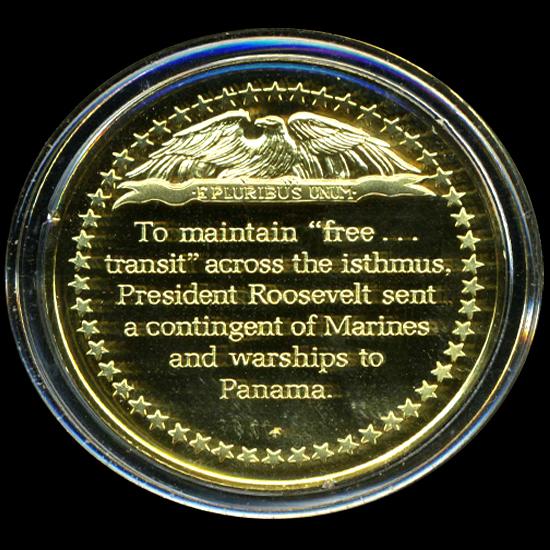 E PLURIBUS UNUM
To maintain “free ...
transit” across the isthmus,
President Roosevelt sent
a contingent of Marines
and warships to
Panama.